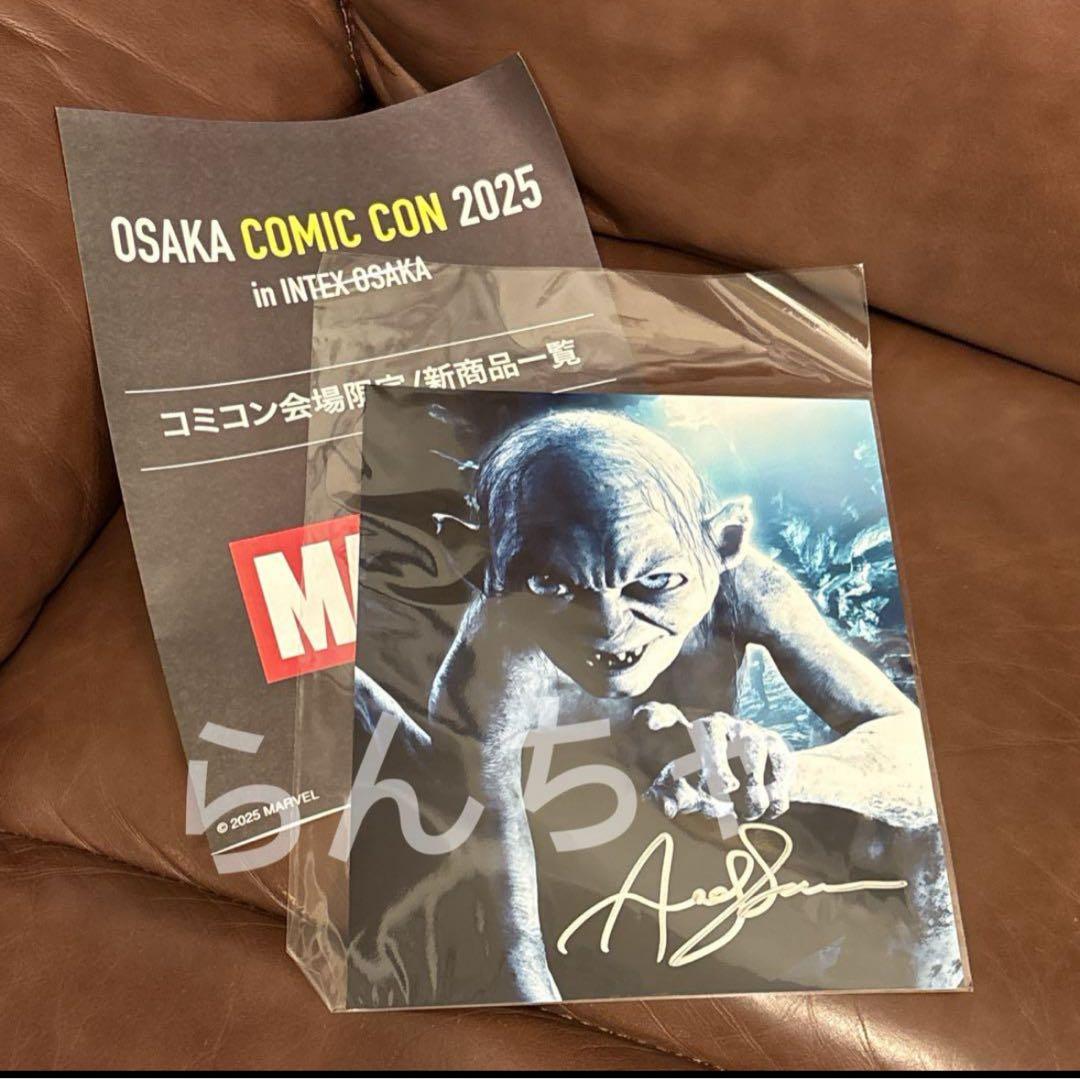 OSAKA COMIC CON 2025
in INTEX OSAKA
コミコン会場限定/新商品一覧
M
© 2025 MARVEL
らんちゃ